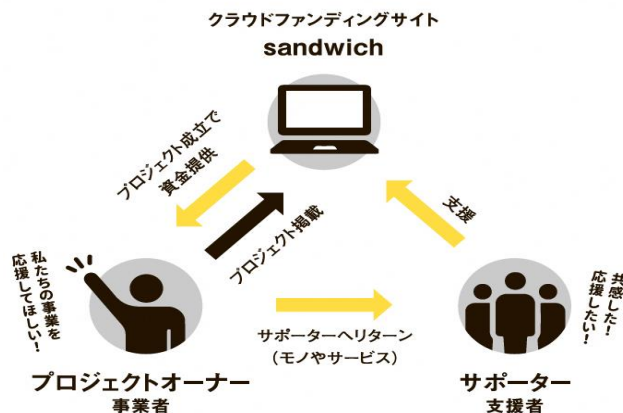 クラウドファンディングサイト
sandwich
プロジェクト成立で
資金提供
プロジェクト掲載
支援
私たちの事業を
応援してほしい!
共感した!
応援したい!
サポーターへリターン
(モノやサービス)
プロジェクトオーナー
事業者
サポーター
支援者